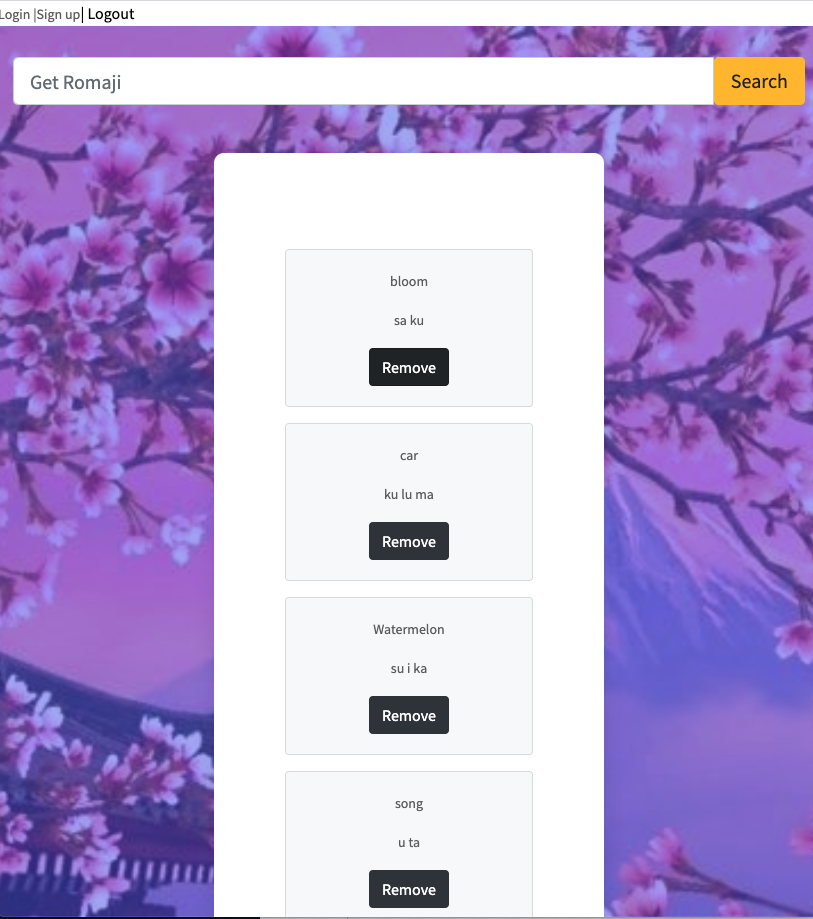 Login |Sign up| Logout
Get Romaji
Search
bloom
sa ku
Remove
car
ku lu ma
Remove
Watermelon
su i ka
Remove
song
u ta
Remove